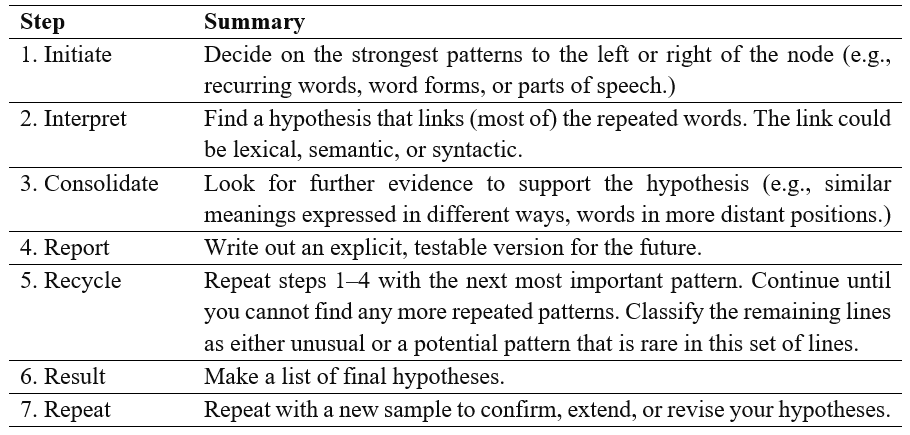 Step Summary
1. Initiate Decide on the strongest patterns to the left or right of the node (e.g.,
recurring words, word forms, or parts of speech.)
2. Interpret Find a hypothesis that links (most of) the repeated words. The link could
be lexical, semantic, or syntactic.
3. Consolidate Look for further evidence to support the hypothesis (e.g., similar
meanings expressed in different ways, words in more distant positions.)
4. Report Write out an explicit, testable version for the future.
5. Recycle Repeat steps 1–4 with the next most important pattern. Continue until
you cannot find any more repeated patterns. Classify the remaining lines
as either unusual or a potential pattern that is rare in this set of lines.
6. Result Make a list of final hypotheses.
7. Repeat Repeat with a new sample to confirm, extend, or revise your hypotheses.